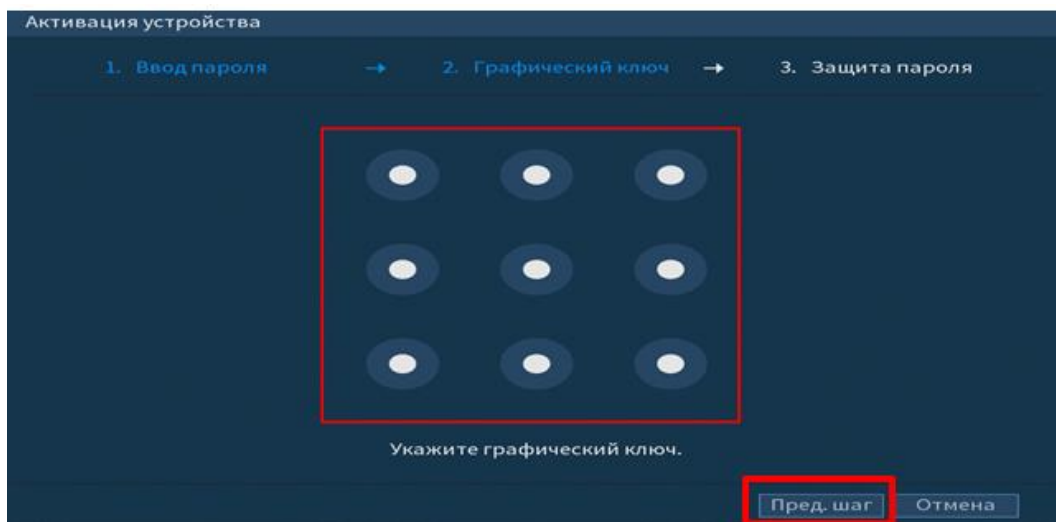 Активация устройства
1. Ввод пароля → 2. Графический ключ → 3. Защита пароля
Укажите графический ключ.
Пред. шаг Отмена